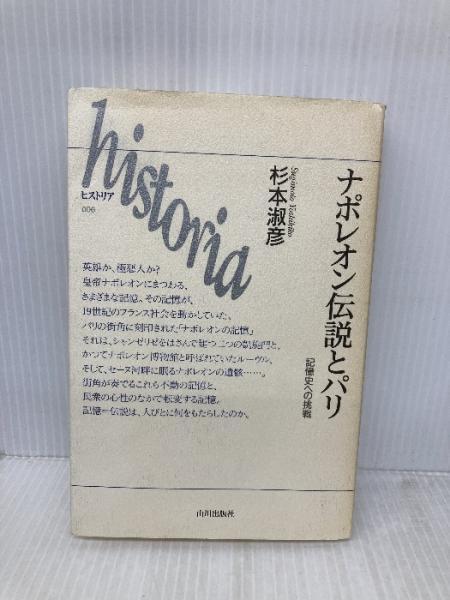 historia
ヒストリア
006
ナポレオン伝説とパリ
記憶史への挑戦
杉本淑彦
Sugimoto Yoshihiko
英雄か、極悪人か?
皇帝ナポレオンにまつわる、
さまざまな記憶。その記憶が、
19世紀のフランス社会を動かしていた。
パリの街角に刻印された「ナポレオンの記憶」
それは、シャンゼリゼをはさんで建つ二つの凱旋門と、
かつてナポレオン博物館と呼ばれていたルーヴル、
そして、セーヌ河畔に眠るナポレオンの遺骸……。
街角が奏でるこれら不動の記憶と、
民衆の心性のなかで転変する記憶。
記憶=伝説は、人びとに何をもたらしたのか。
山川出版社